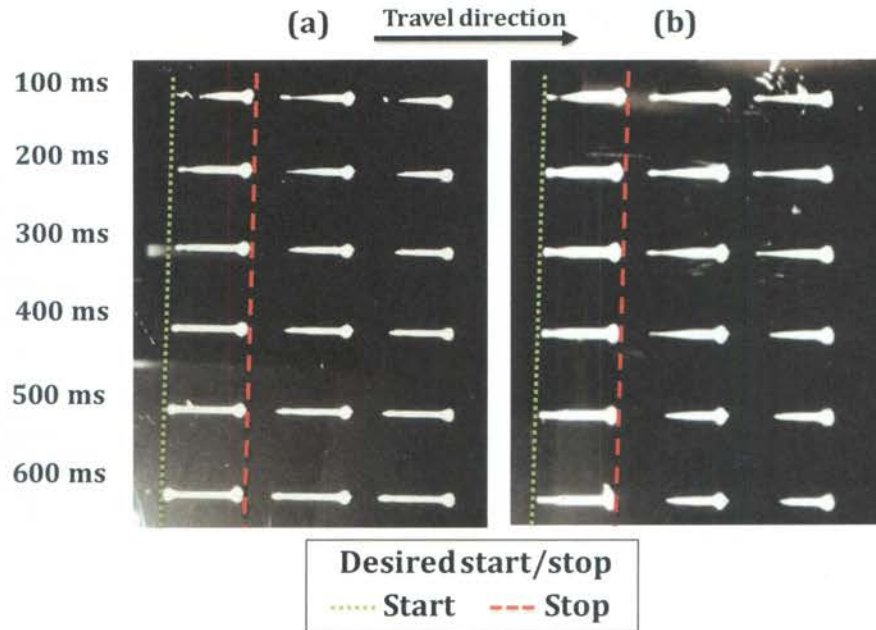 (a) Travel direction (b)
100 ms
200 ms
300 ms
400 ms
500 ms
600 ms
Desired start/stop
Start Stop